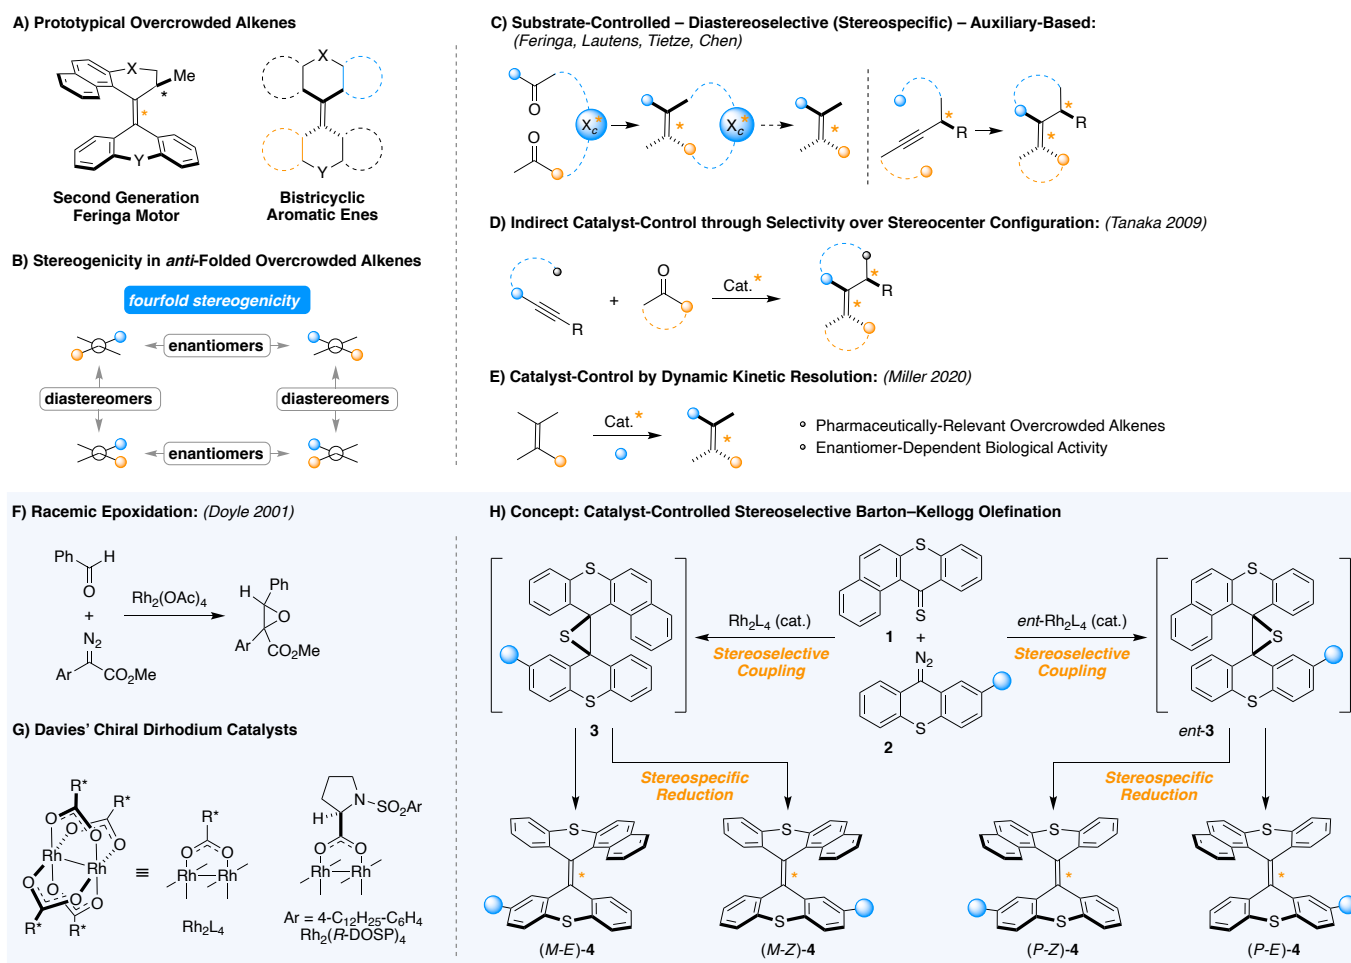 A) Prototypical Overcrowded Alkenes
X
Me
*
*
Y
X
Y
Second Generation
Feringa Motor
Bistricyclic
Aromatic Enes
B) Stereogenicity in anti-Folded Overcrowded Alkenes
fourfold stereogenicity
enantiomers
diastereomers
diastereomers
enantiomers
C) Substrate-Controlled – Diastereoselective (Stereospecific) – Auxiliary-Based:
(Feringa, Lautens, Tietze, Chen)
O
O
Xc*
*
Xc*
*
*
R
*
R
*
D) Indirect Catalyst-Control through Selectivity over Stereocenter Configuration: (Tanaka 2009)
R
+
O
Cat.*
*
R
*
E) Catalyst-Control by Dynamic Kinetic Resolution: (Miller 2020)
Cat.*
*
Pharmaceutically-Relevant Overcrowded Alkenes
Enantiomer-Dependent Biological Activity
F) Racemic Epoxidation: (Doyle 2001)
Ph
H
O
+
N2
Ar
CO2Me
Rh2(OAc)4
Ph
H
O
Ar
CO2Me
G) Davies' Chiral Dirhodium Catalysts
R*
R*
O
O
O
O
Rh
Rh
O
O
O
O
R*
R*
≡
R*
O
O
Rh
Rh
Rh2L4
N
SO2Ar
H
O
O
Rh
Rh
Ar = 4-C12H25-C6H4
Rh2(R-DOSP)4
H) Concept: Catalyst-Controlled Stereoselective Barton–Kellogg Olefination
S
S
S
3
Rh2L4 (cat.)
Stereoselective
Coupling
S
S
1
+
N2
S
2
ent-Rh2L4 (cat.)
Stereoselective
Coupling
S
S
S
ent-3
Stereospecific
Reduction
Stereospecific
Reduction
S
*
S
(M-E)-4
S
*
S
(M-Z)-4
S
*
S
(P-Z)-4
S
*
S
(P-E)-4